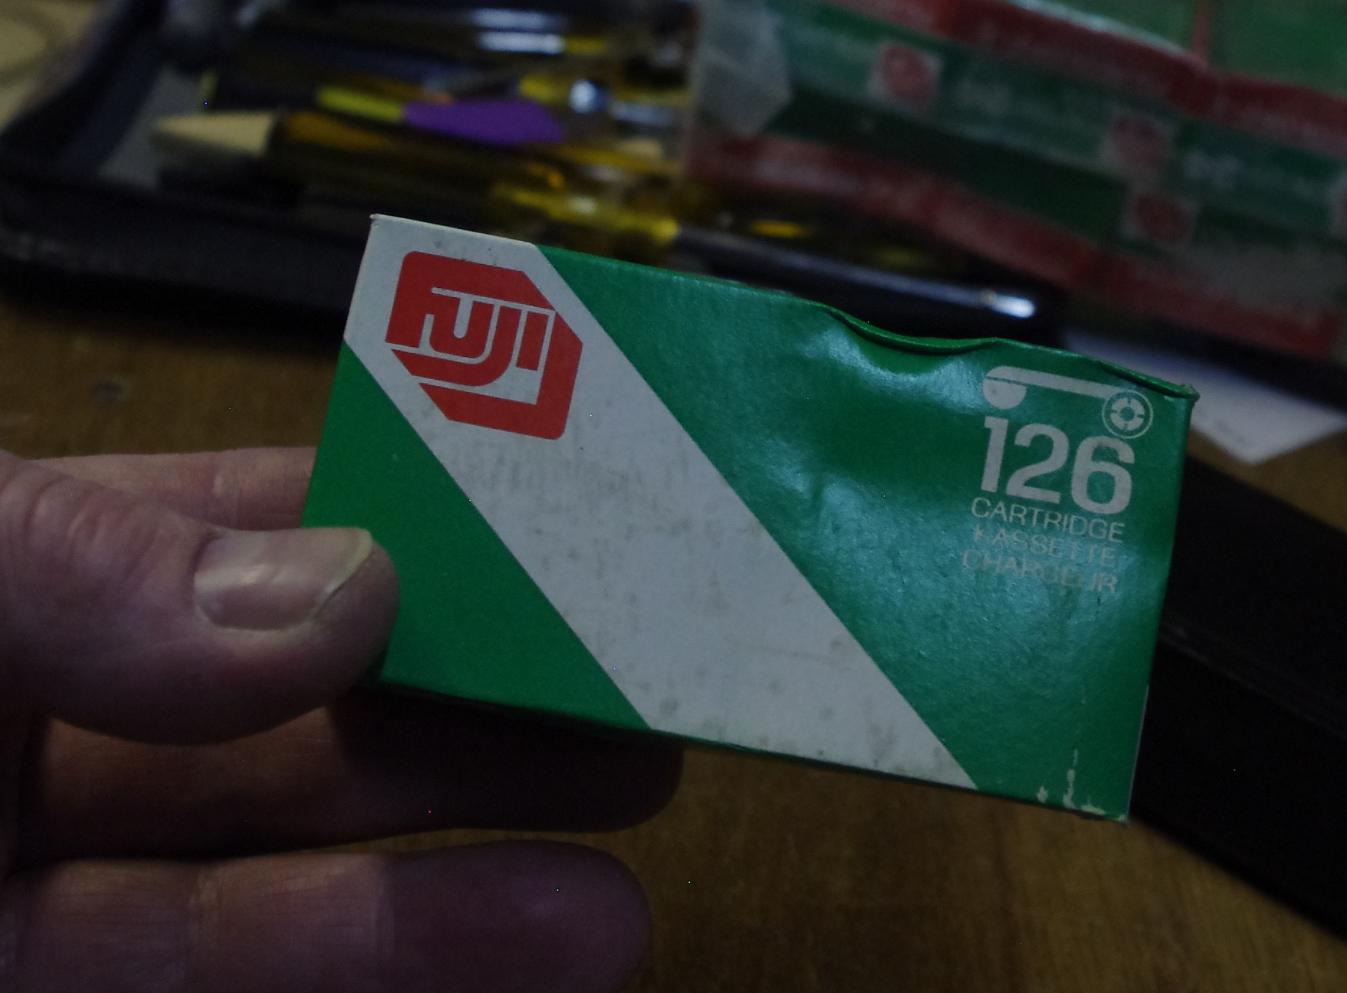 FUJI
126
CARTRIDGE
KASSETTE
CHARGEUR